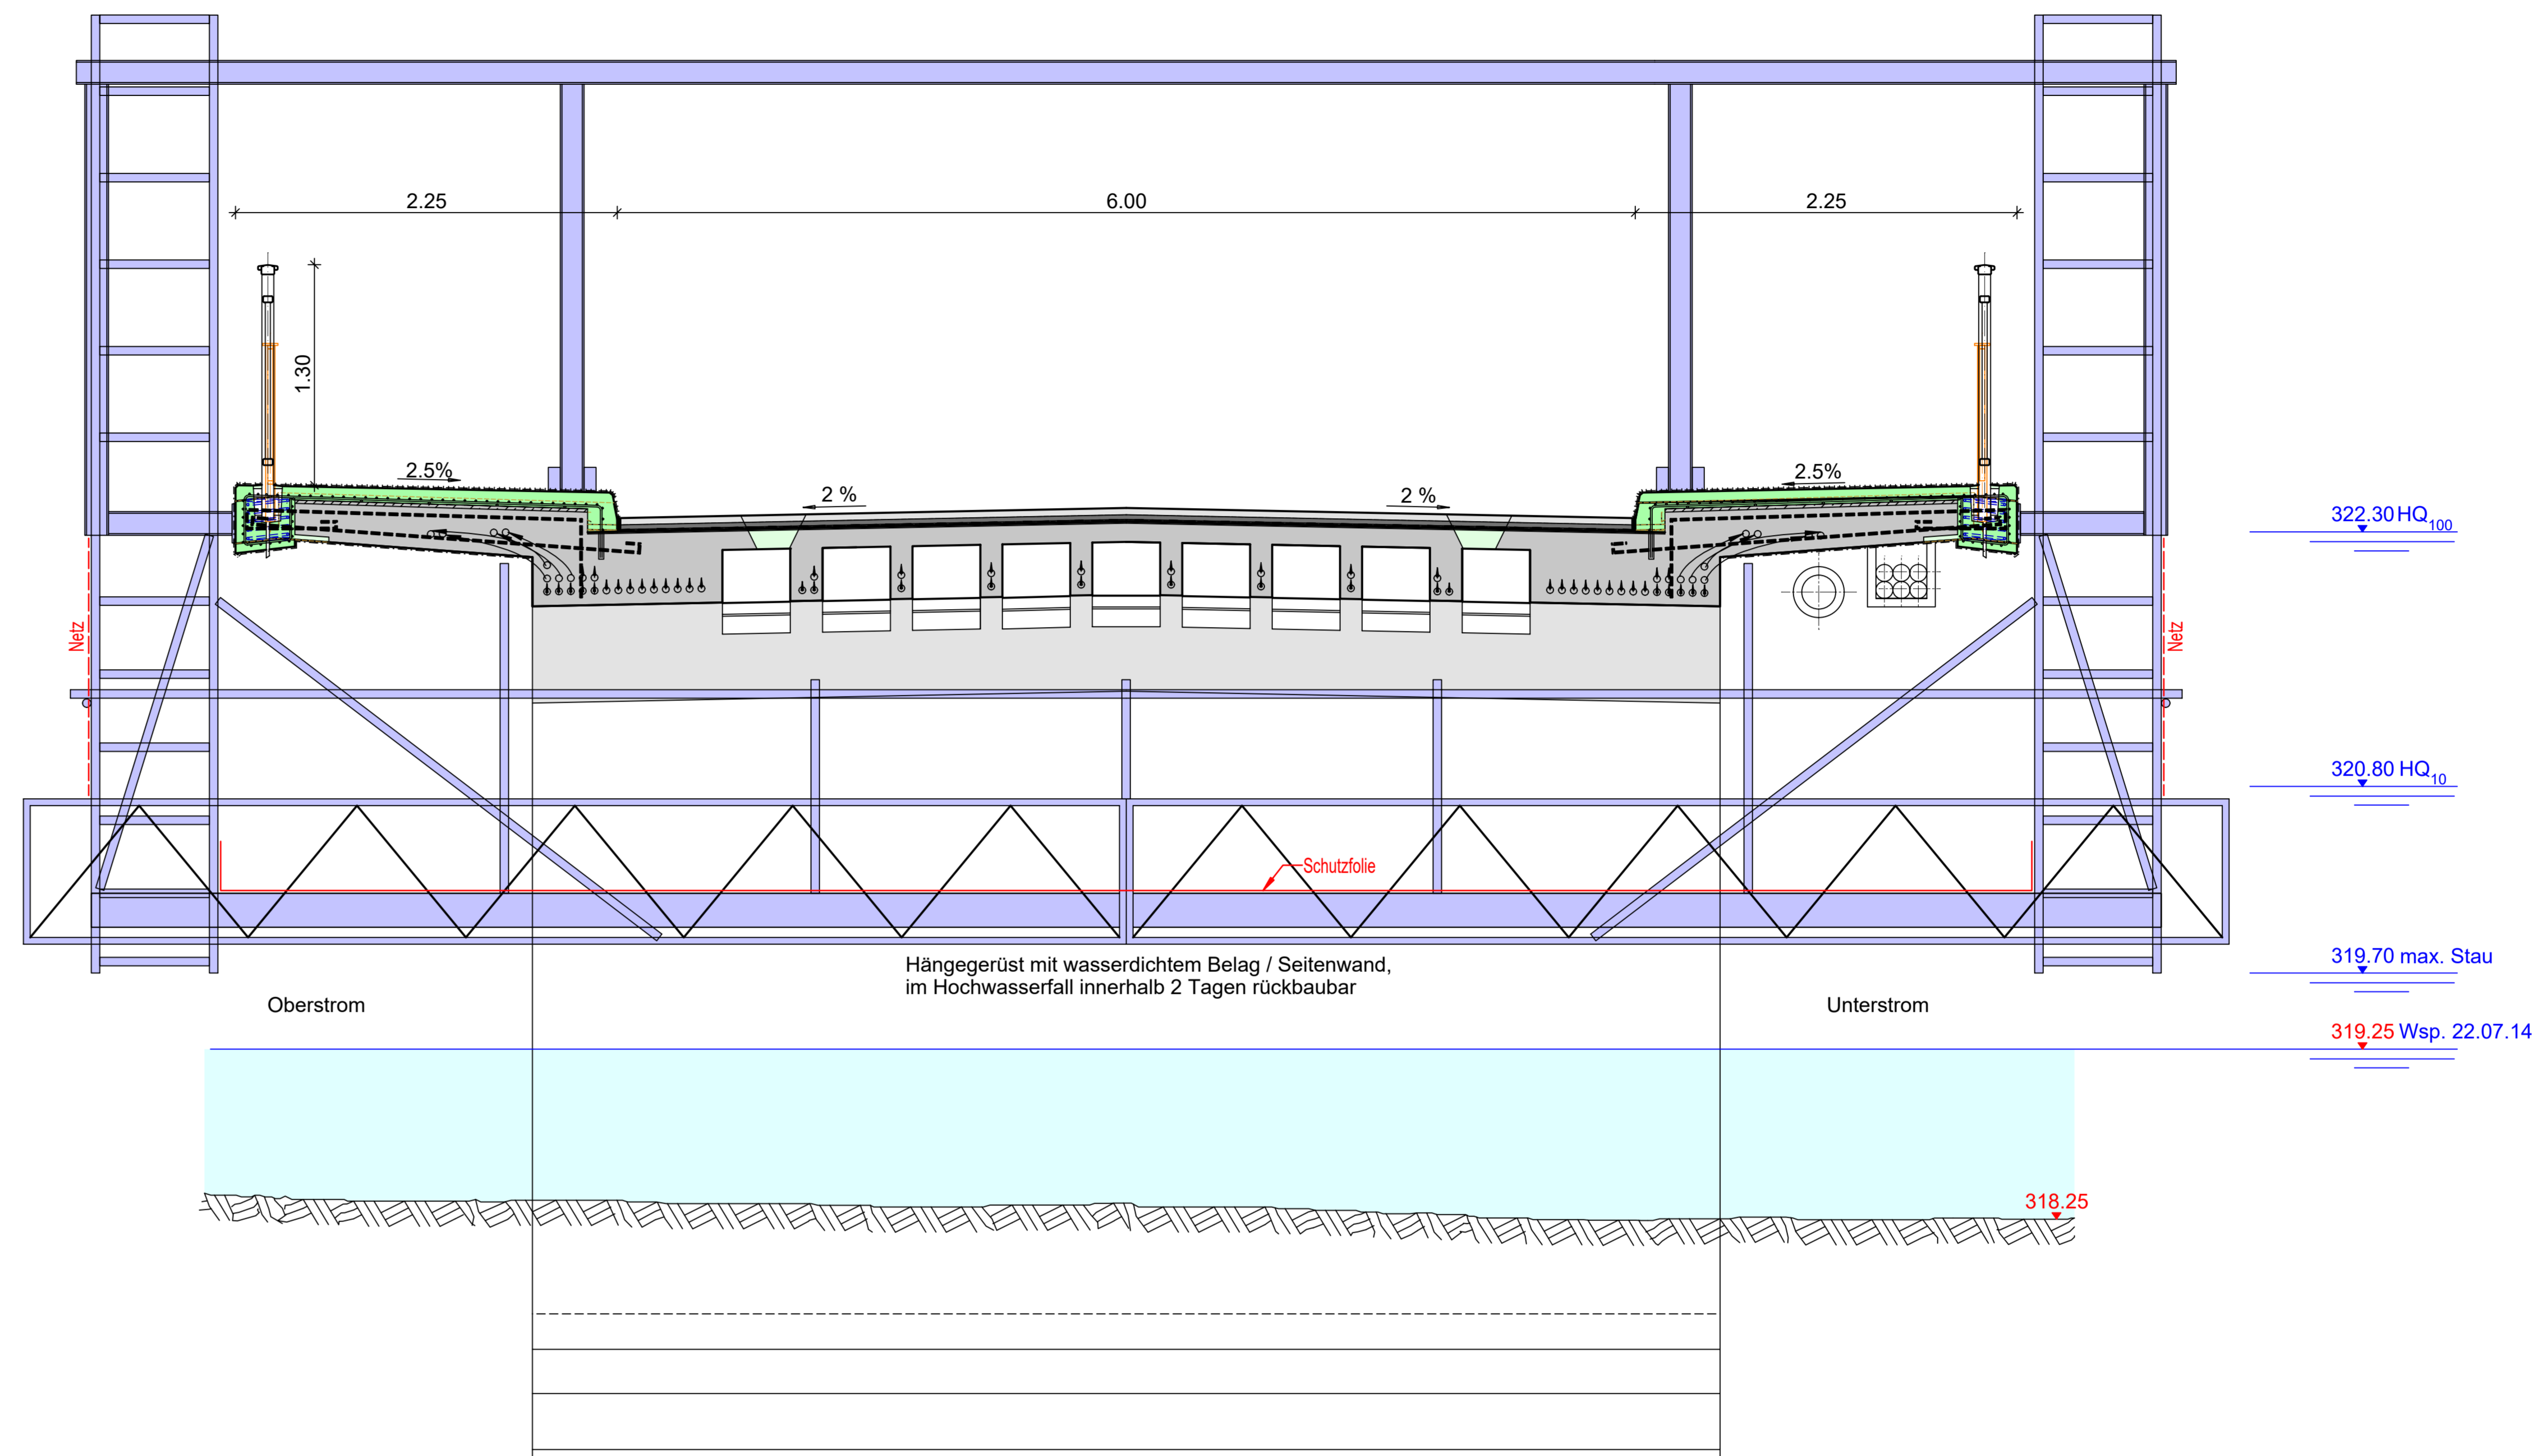 2.25
6.00
2.25
1.30
2.5%
2 %
2 %
2.5%
322.30 HQ100
Netz
Netz
320.80 HQ10
Schutzfolie
319.70 max. Stau
Hängegerüst mit wasserdichtem Belag / Seitenwand,
im Hochwasserfall innerhalb 2 Tagen rückbaubar
Oberstrom
Unterstrom
319.25 Wsp. 22.07.14
318.25